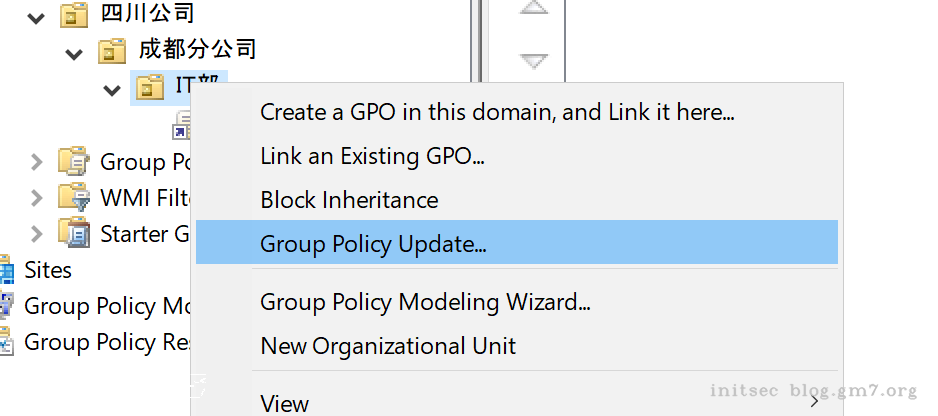 四川公司
成都分公司
IT部
Create a GPO in this domain, and Link it here...
Link an Existing GPO...
Group Po
Block Inheritance
WMI Filt
Group Policy Update...
Starter G
Sites
Group Policy Mo
Group Policy Modeling Wizard...
Group Policy Res
New Organizational Unit
View
initsec blog.gm7.org